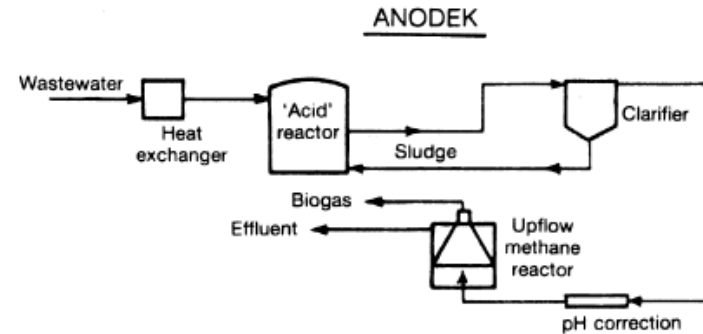 ANODEK
Wastewater
Heat
exchanger
'Acid'
reactor
Sludge
Clarifier
Biogas
Effluent
Upflow
methane
reactor
pH correction